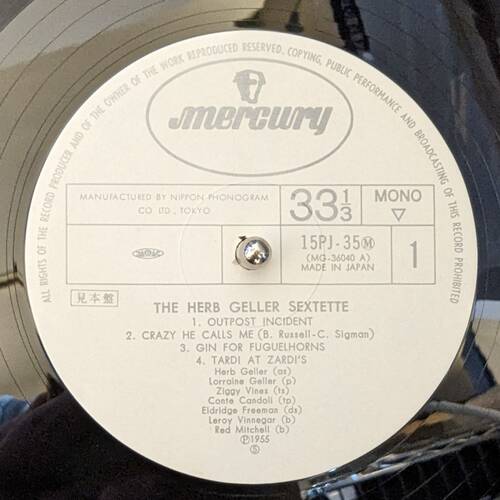 ALL RIGHTS OF THE RECORD PRODUCER AND OF THE OWNER OF THE WORK REPRODUCED RESERVED, COPYING, PUBLIC PERFORMANCE AND BROADCASTING OF THIS RECORD PROHIBITED
mercury
MANUFACTURED BY NIPPON PHONOGRAM
CO LTD., TOKYO
33 1/3
MONO
▽
15PJ-35 Ⓜ
(MG-36040 A)
MADE IN JAPAN
1
見本盤
THE HERB GELLER SEXTETTE
1. OUTPOST INCIDENT
2. CRAZY HE CALLS ME (B. Russell-C. Sigman)
3. GIN FOR FUGUELHORNS
4. TARDI AT ZARDI'S
Herb Geller (as)
Lorraine Geller (p)
Ziggy Vines (ts)
Conte Candoli (tp)
Eldridge Freeman (ds)
Leroy Vinnegar (b)
Red Mitchell (b)
Ⓟ1955
Ⓢ